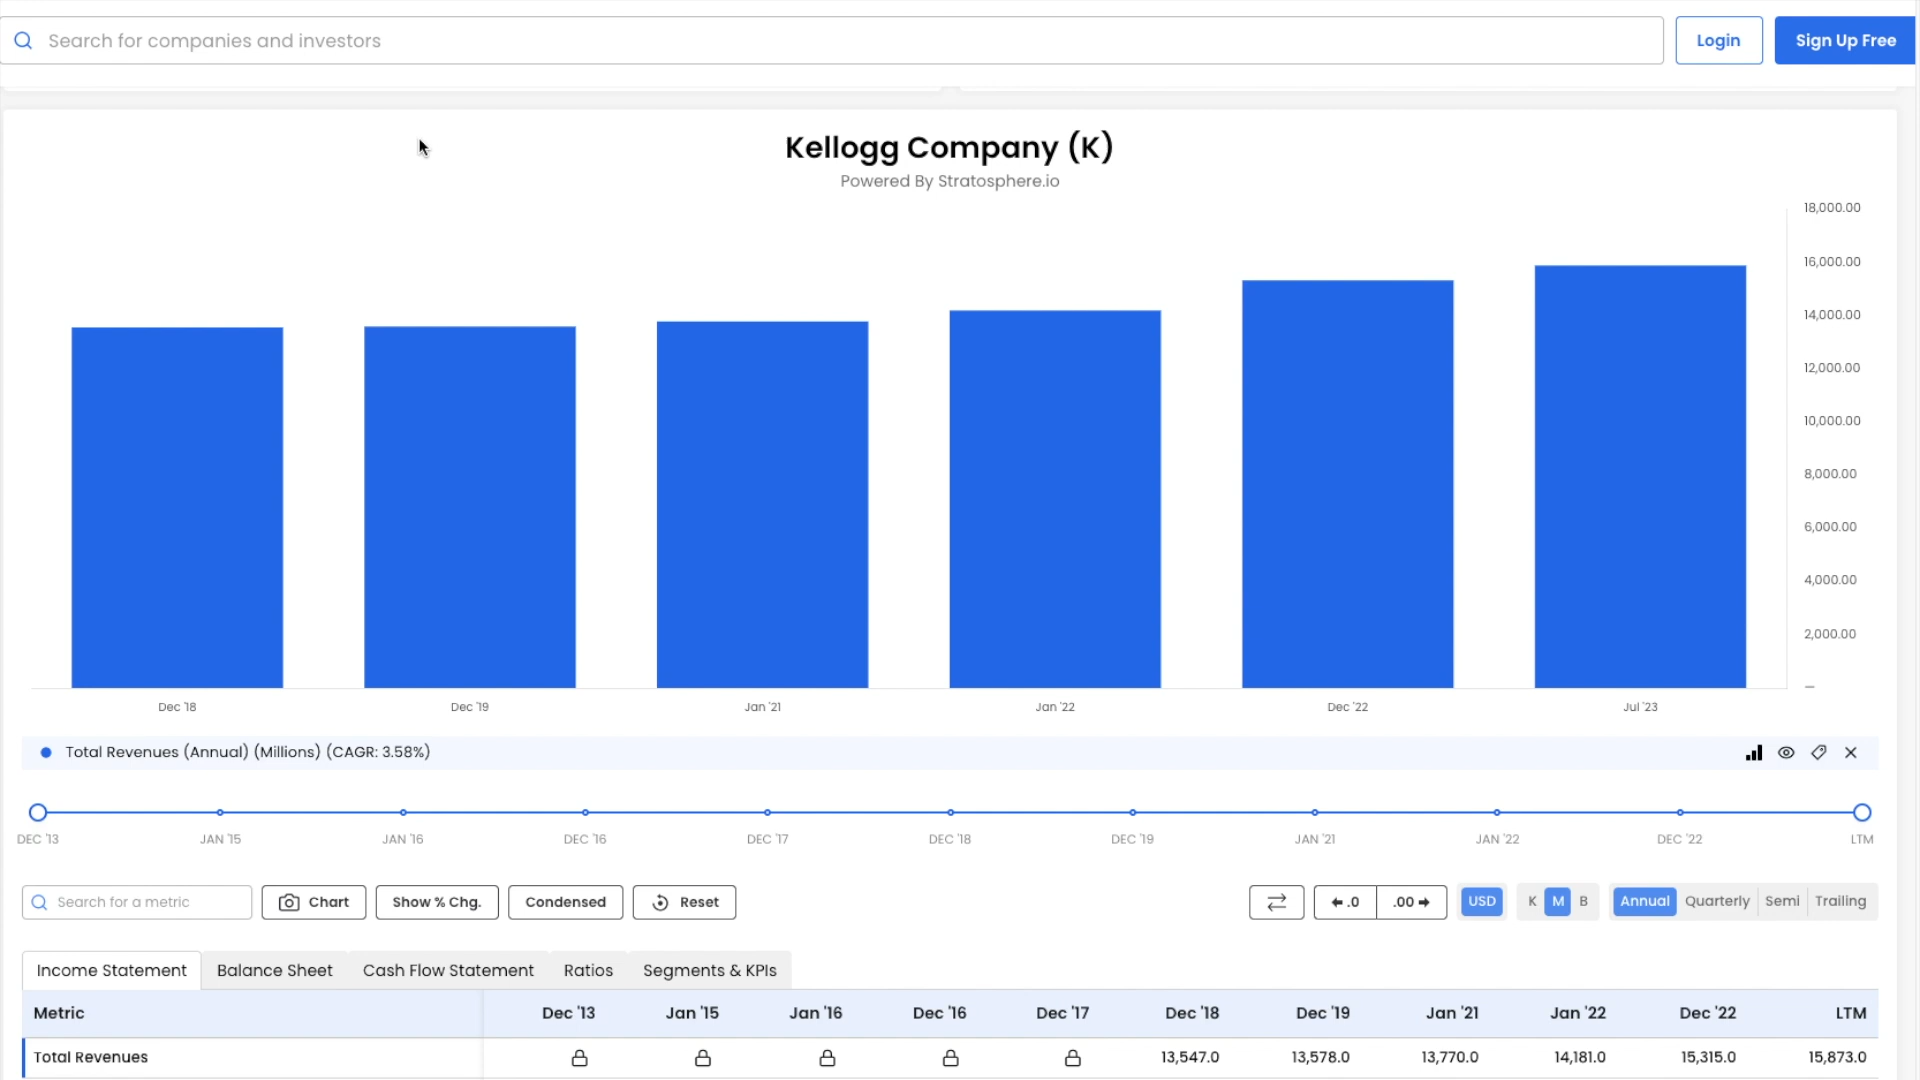 Search for companies and investors
Login
Sign Up Free
Kellogg Company (K)
Powered By Stratosphere.io
18,000.00
16,000.00
14,000.00
12,000.00
10,000.00
8,000.00
6,000.00
4,000.00
2,000.00
—
Dec '18 Dec '19 Jan '21 Jan '22 Dec '22 Jul '23
Total Revenues (Annual) (Millions) (CAGR: 3.58%)
DEC '13 JAN '15 JAN '16 DEC '16 DEC '17 DEC '18 DEC '19 JAN '21 JAN '22 DEC '22 LTM
Search for a metric Chart Show % Chg. Condensed Reset .0 .00 USD K M B Annual Quarterly Semi Trailing
Income Statement Balance Sheet Cash Flow Statement Ratios Segments & KPIs
Metric Dec '13 Jan '15 Jan '16 Dec '16 Dec '17 Dec '18 Dec '19 Jan '21 Jan '22 Dec '22 LTM
Total Revenues 13,547.0 13,578.0 13,770.0 14,181.0 15,315.0 15,873.0